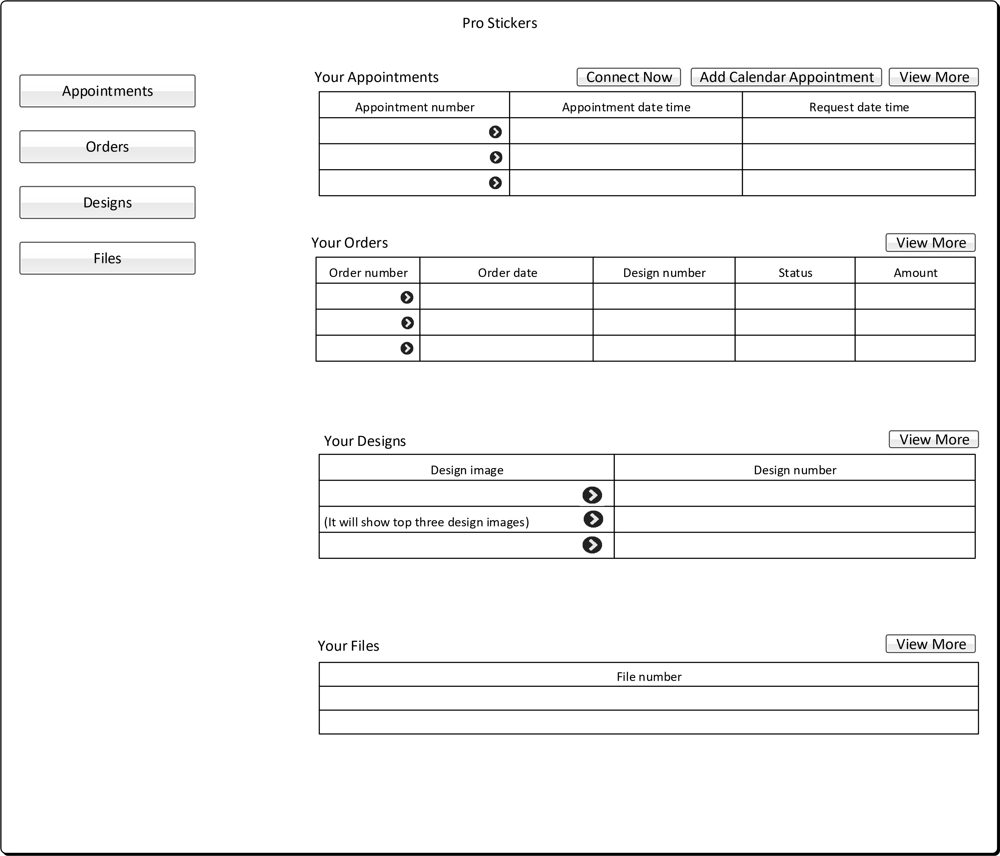 Pro Stickers
Appointments
Orders
Designs
Files
Your Appointments
Connect Now
Add Calendar Appointment
View More
Appointment number
Appointment date time
Request date time
Your Orders
View More
Order number
Order date
Design number
Status
Amount
Your Designs
View More
Design image
Design number
(It will show top three design images)
Your Files
View More
File number